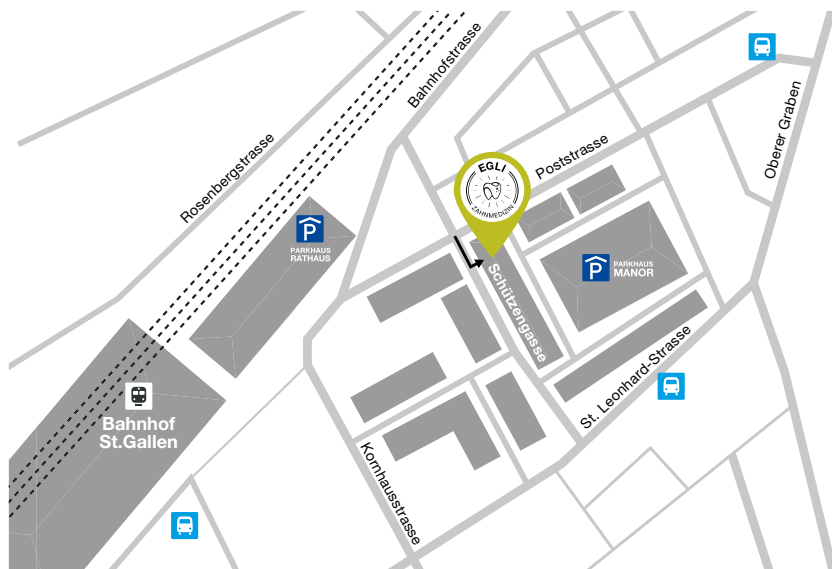 Bahnhofstrasse
Rosenbergstrasse
Oberer Graben
Poststrasse
EGLI
ZAHNMEDIZIN
P
PARKHAUS
RATHAUS
P
PARKHAUS
MANOR
Schützengasse
St. Leonhard-Strasse
Bahnhof
St.Gallen
Kornhausstrasse